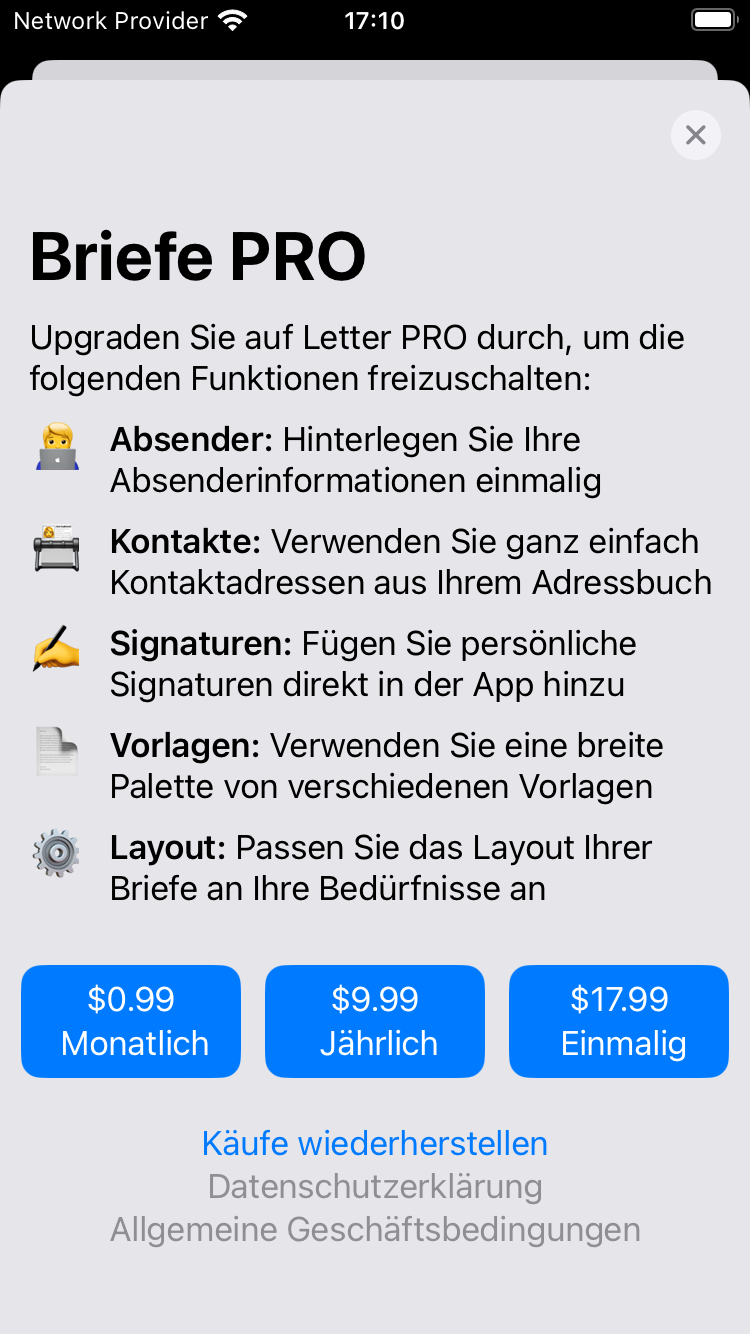 Network Provider 17:10
Briefe PRO
Upgraden Sie auf Letter PRO durch, um die
folgenden Funktionen freizuschalten:
Absender: Hinterlegen Sie Ihre
Absenderinformationen einmalig
Kontakte: Verwenden Sie ganz einfach
Kontaktadressen aus Ihrem Adressbuch
Signaturen: Fügen Sie persönliche
Signaturen direkt in der App hinzu
Vorlagen: Verwenden Sie eine breite
Palette von verschiedenen Vorlagen
Layout: Passen Sie das Layout Ihrer
Briefe an Ihre Bedürfnisse an
$0.99
Monatlich
$9.99
Jährlich
$17.99
Einmalig
Käufe wiederherstellen
Datenschutzerklärung
Allgemeine Geschäftsbedingungen